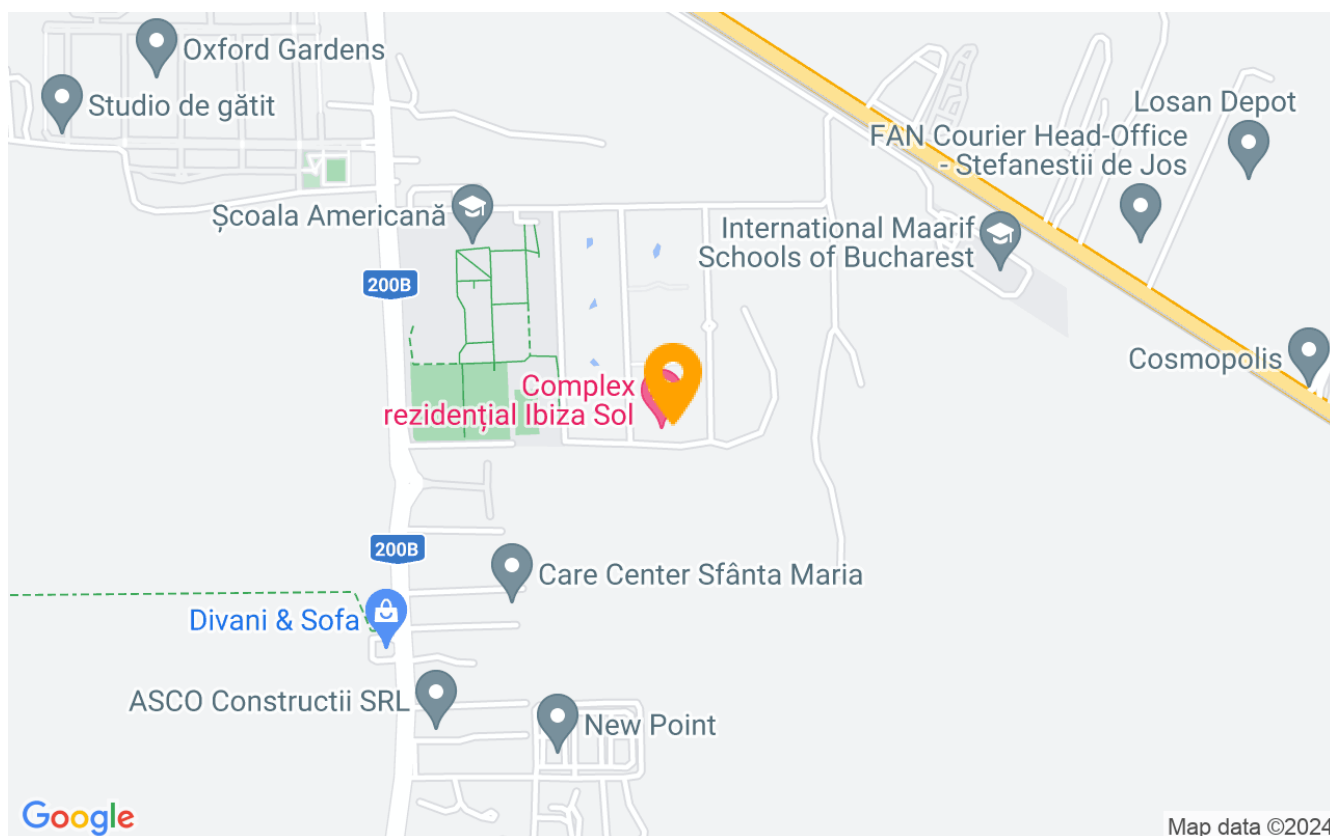 Oxford Gardens
Studio de gătit
Losan Depot
FAN Courier Head-Office
- Stefanestii de Jos
Școala Americană
International Maarif
Schools of Bucharest
200B
Cosmopolis
Complex
rezidențial Ibiza Sol
200B
Care Center Sfânta Maria
Divani & Sofa
ASCO Constructii SRL
New Point
Google
Map data ©2024